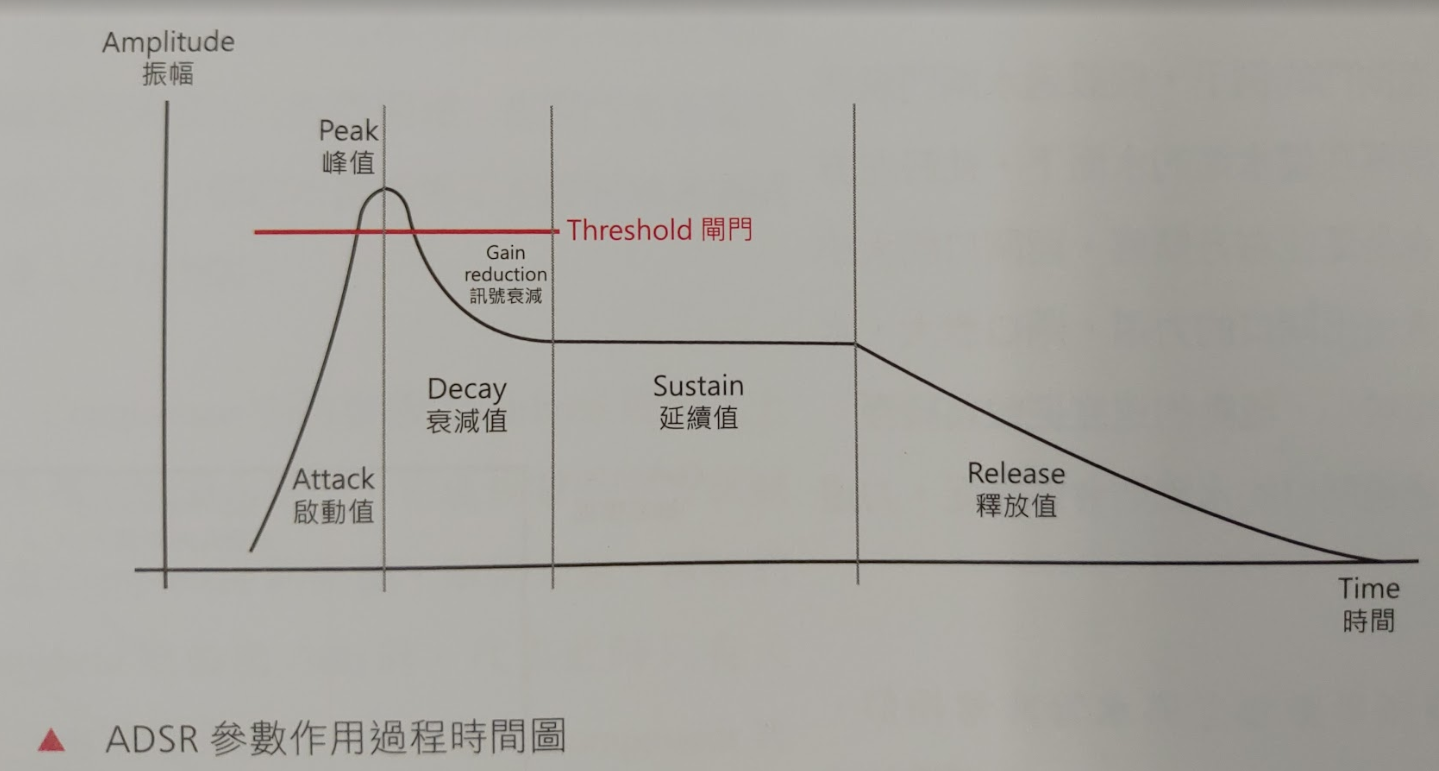 Amplitude
振幅
Peak
峰值
Threshold 閘門
Gain
reduction
訊號衰減
Decay
衰減值
Sustain
延續值
Attack
啟動值
Release
釋放值
Time
時間
▲ ADSR 參數作用過程時間圖